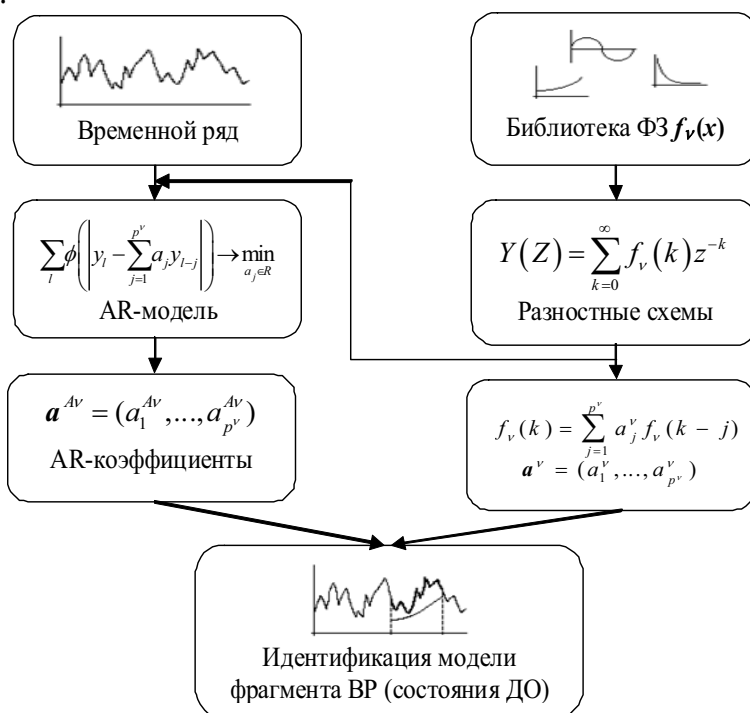 Временной ряд
Библиотека ФЗ f_ν(x)
∑_l ϕ(|y_l − ∑_{j=1}^{p^ν} a_j y_{l−j}|) → min_{a_j∈R}
AR-модель
Y(Z) = ∑_{k=0}^{∞} f_ν(k) z^{−k}
Разностные схемы
a^{Aν} = (a_1^{Aν},...,a_{p^ν}^{Aν})
AR-коэффициенты
f_ν(k) = ∑_{j=1}^{p^ν} a_j^ν f_ν(k − j)
a^ν = (a_1^ν,...,a_{p^ν}^ν)
Идентификация модели
фрагмента ВР (состояния ДО)